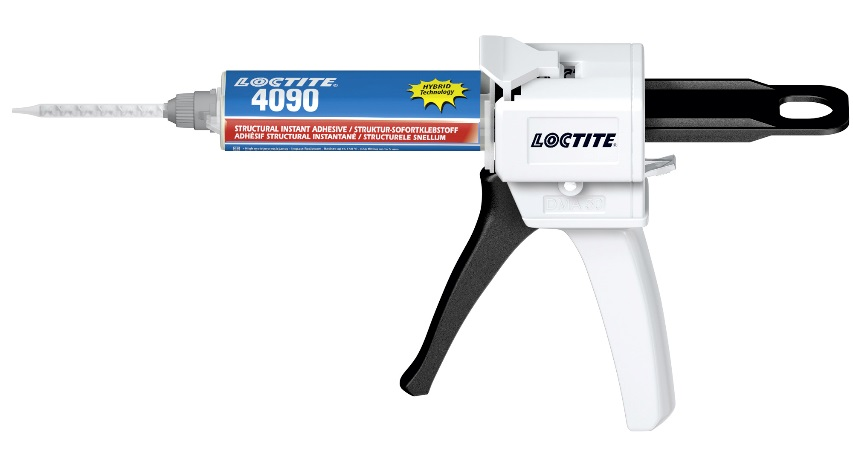 LOCTITE®
4090
HYBRID
Technology
STRUCTURAL INSTANT ADHESIVE / STRUKTUR-SOFORTKLEBSTOFF
ADHÉSIF STRUCTURAL INSTANTANÉ / STRUCTURELE SNELLIJM
LOCTITE®